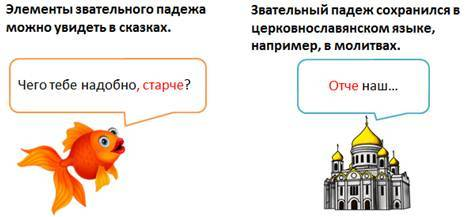 Элементы звательного падежа
можно увидеть в сказках.
Чего тебе надобно, старче?
Звательный падеж сохранился в
церковнославянском языке,
например, в молитвах.
Отче наш...